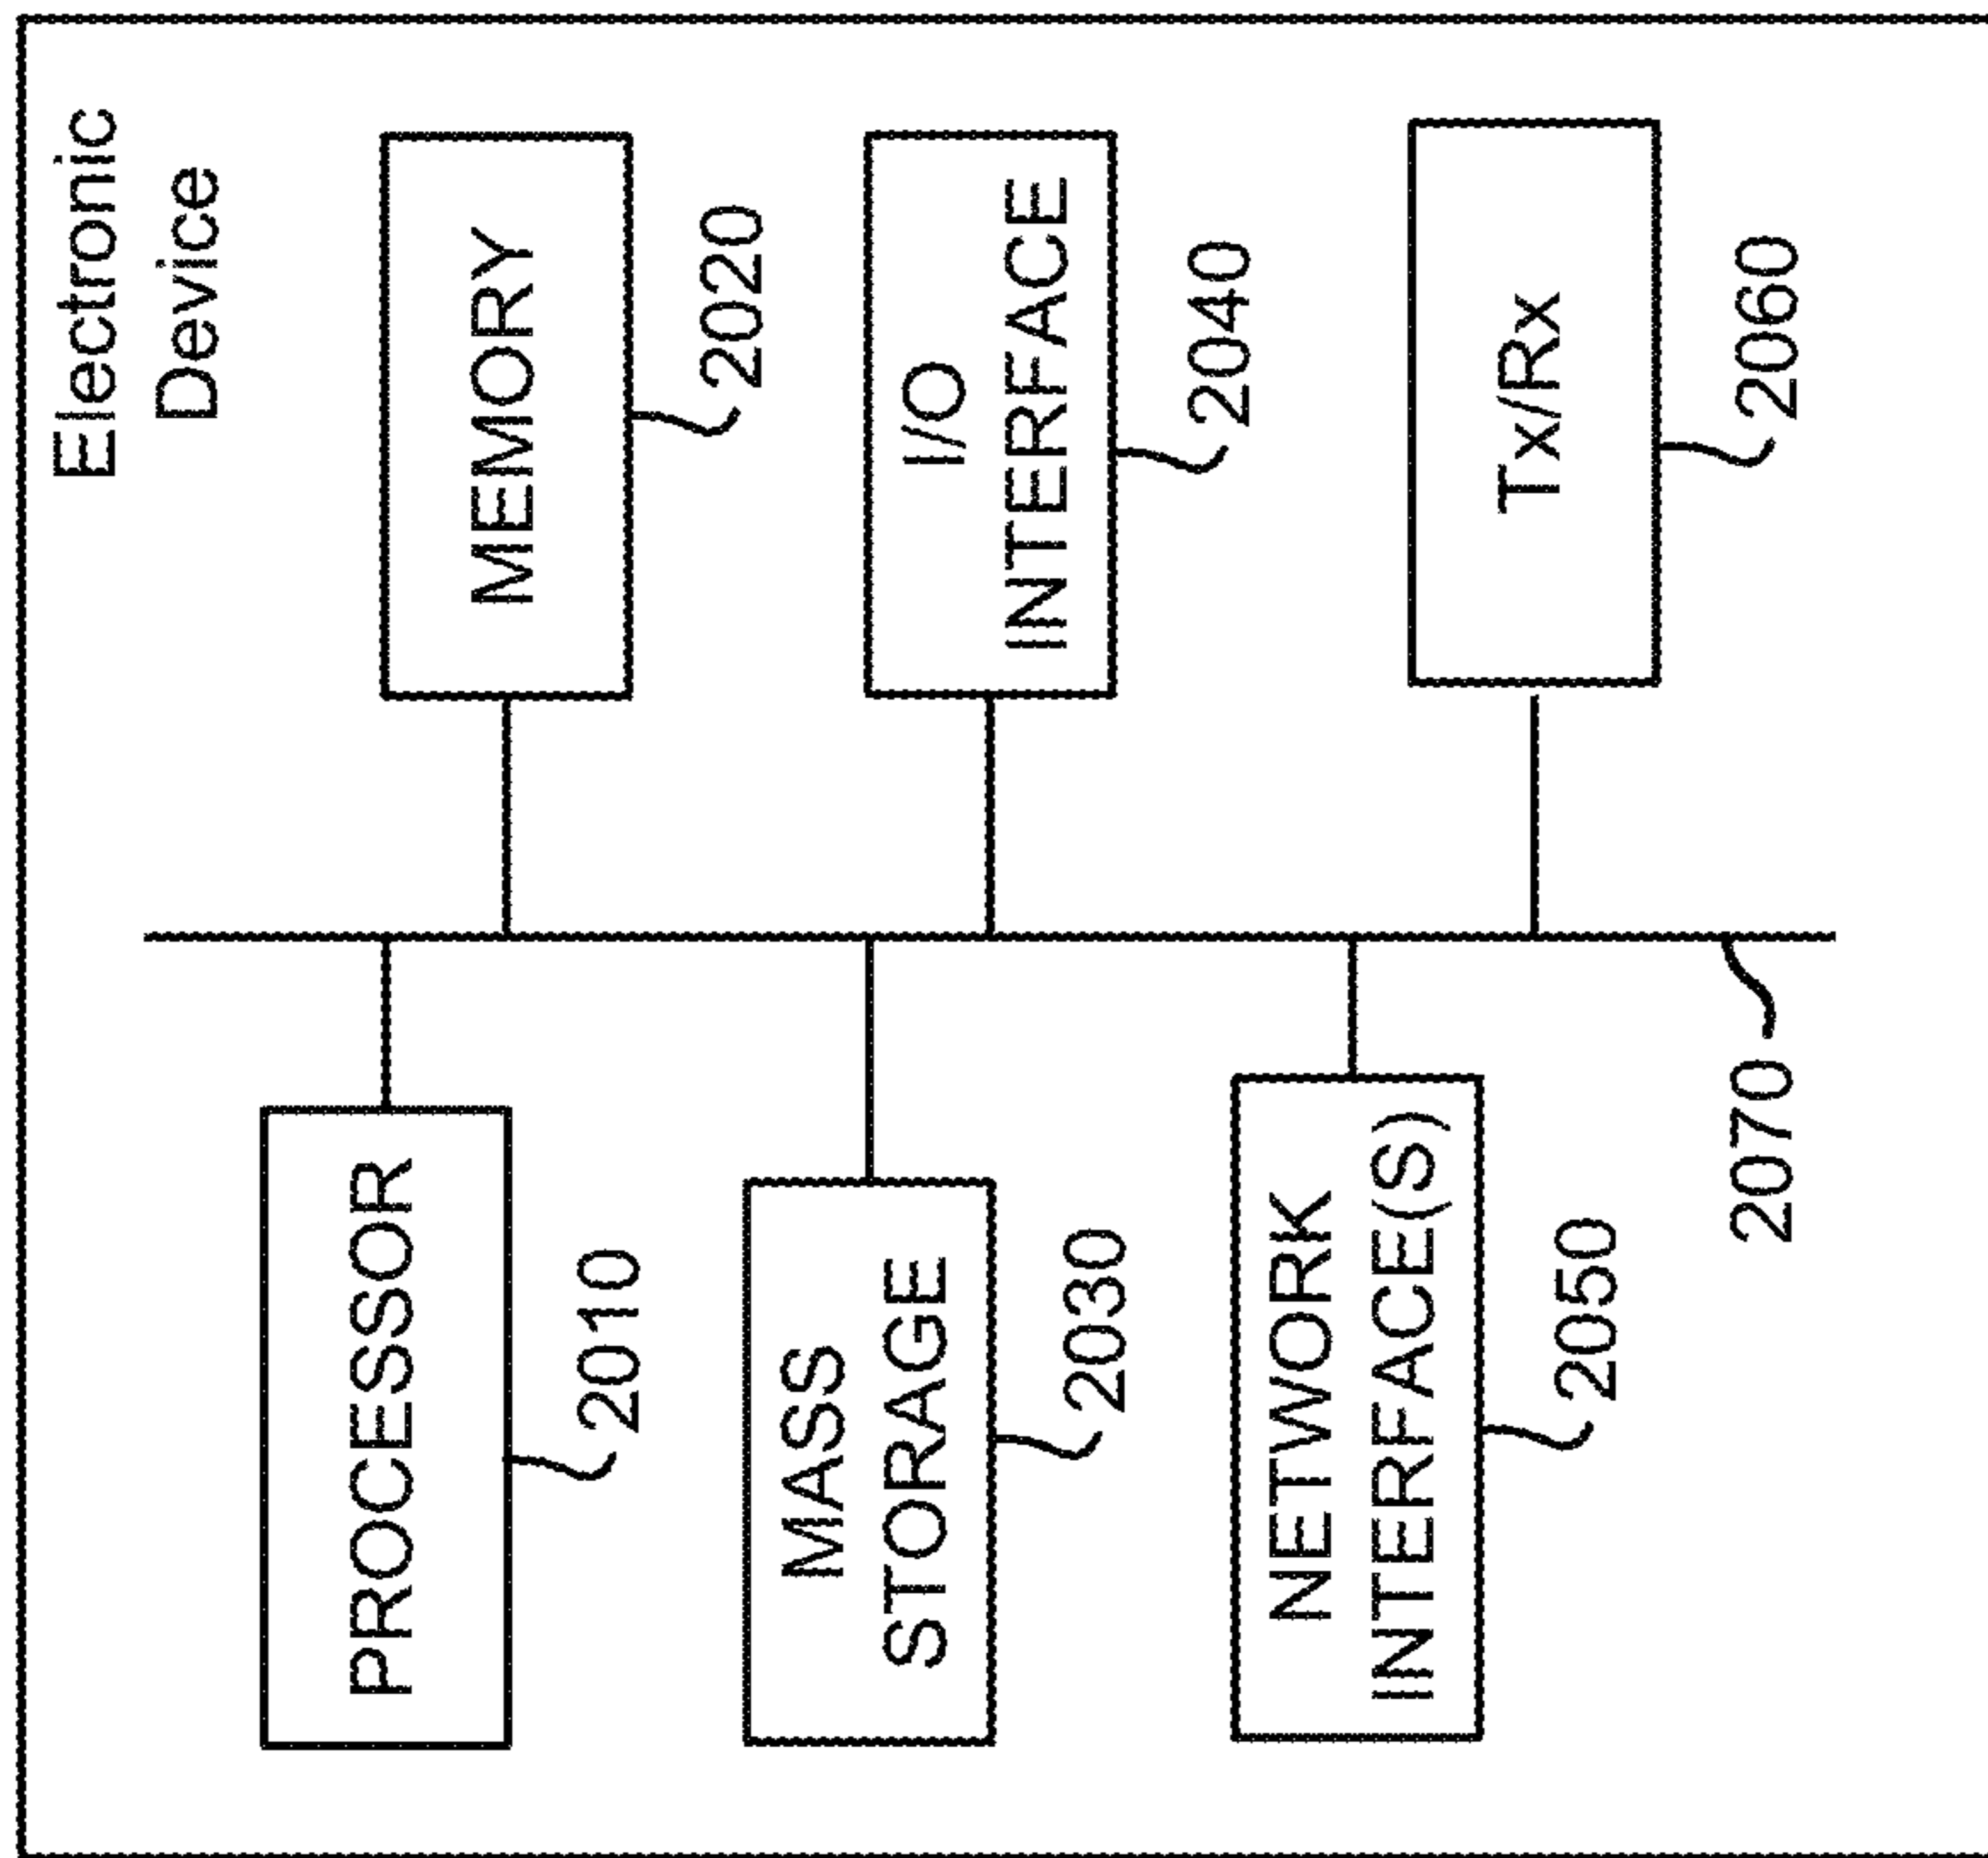 Electronic
Device
PROCESSOR
2010
MEMORY
2020
MASS
STORAGE
2030
I/O
INTERFACE
2040
NETWORK
INTERFACE(S)
2050
Tx/Rx
2060
2070